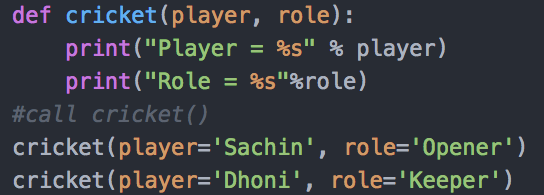 def cricket(player, role):
    print("Player = %s" % player)
    print("Role = %s"%role)
#call cricket()
cricket(player='Sachin', role='Opener')
cricket(player='Dhoni', role='Keeper')